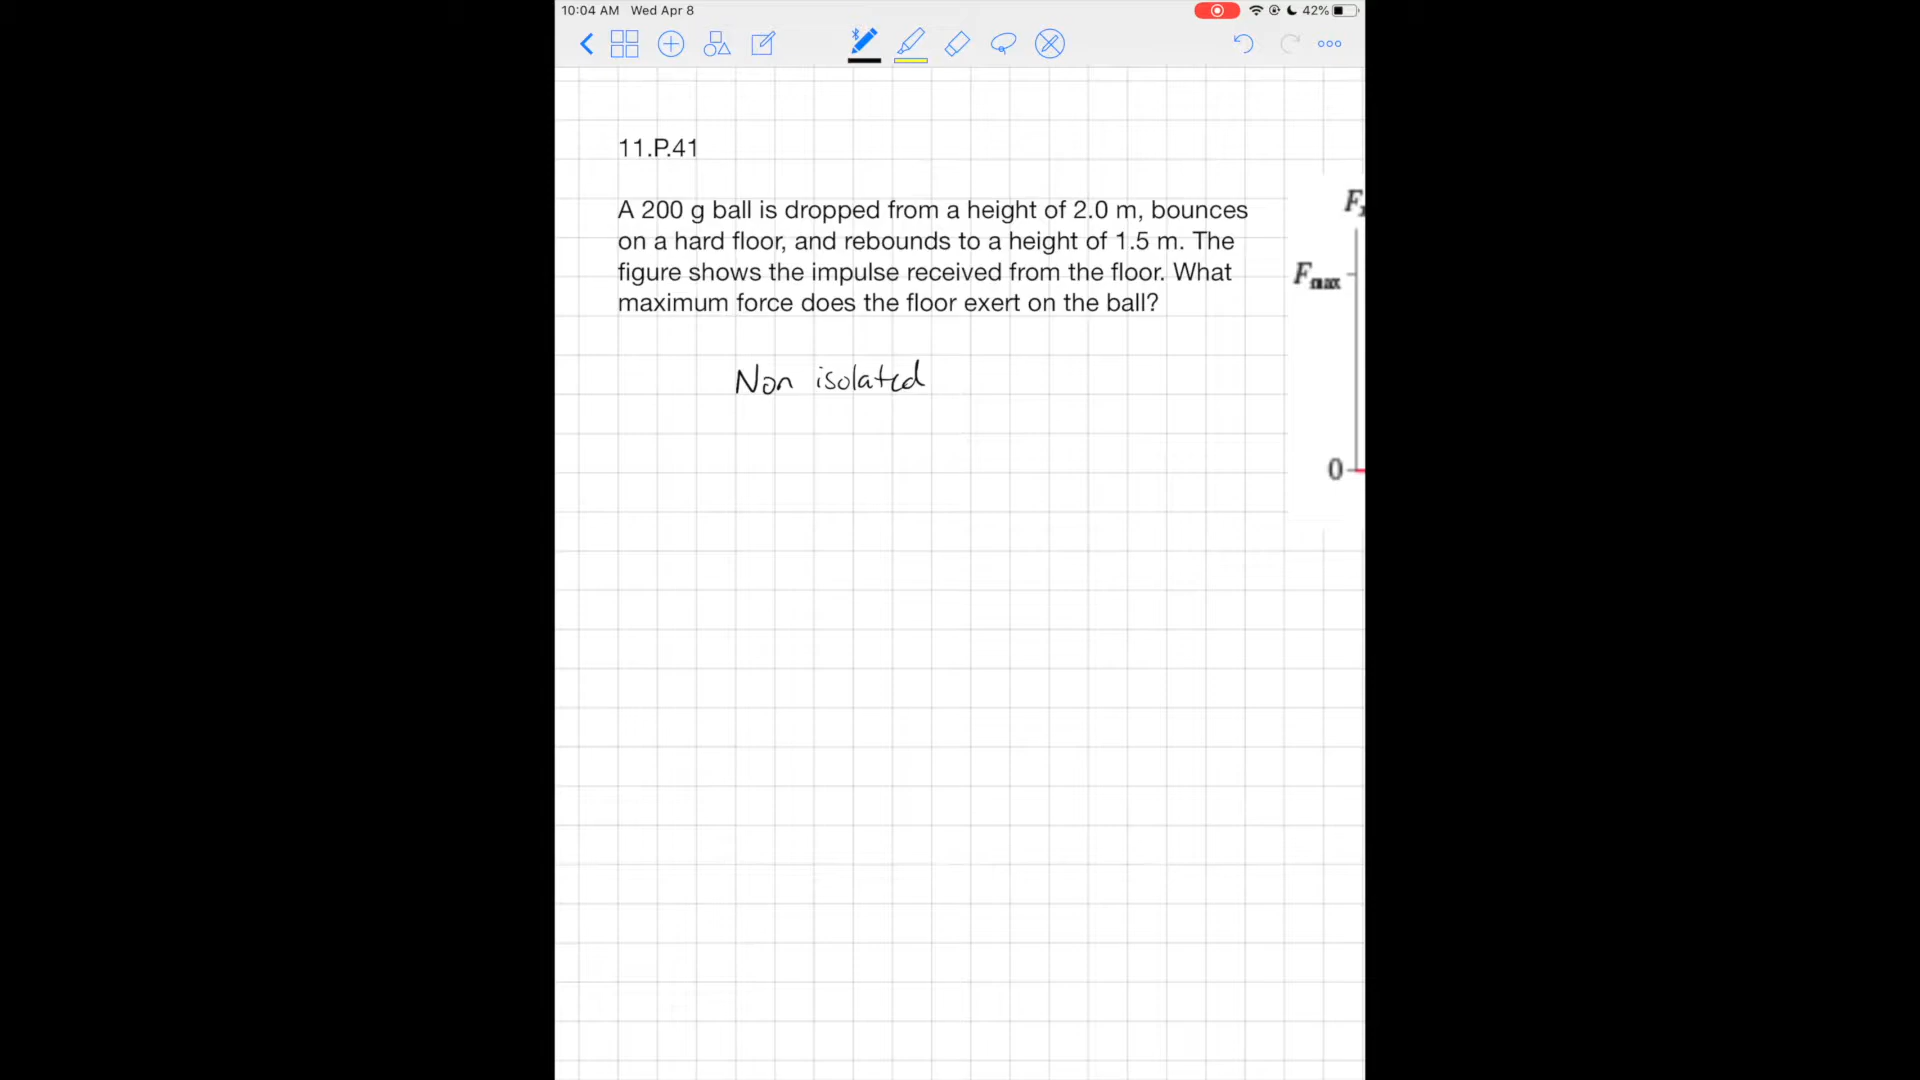 10:04 AM Wed Apr 8
42%
11.P.41
A 200 g ball is dropped from a height of 2.0 m, bounces
on a hard floor, and rebounds to a height of 1.5 m. The
figure shows the impulse received from the floor. What
maximum force does the floor exert on the ball?
Fx
Fmax
0
Non isolated